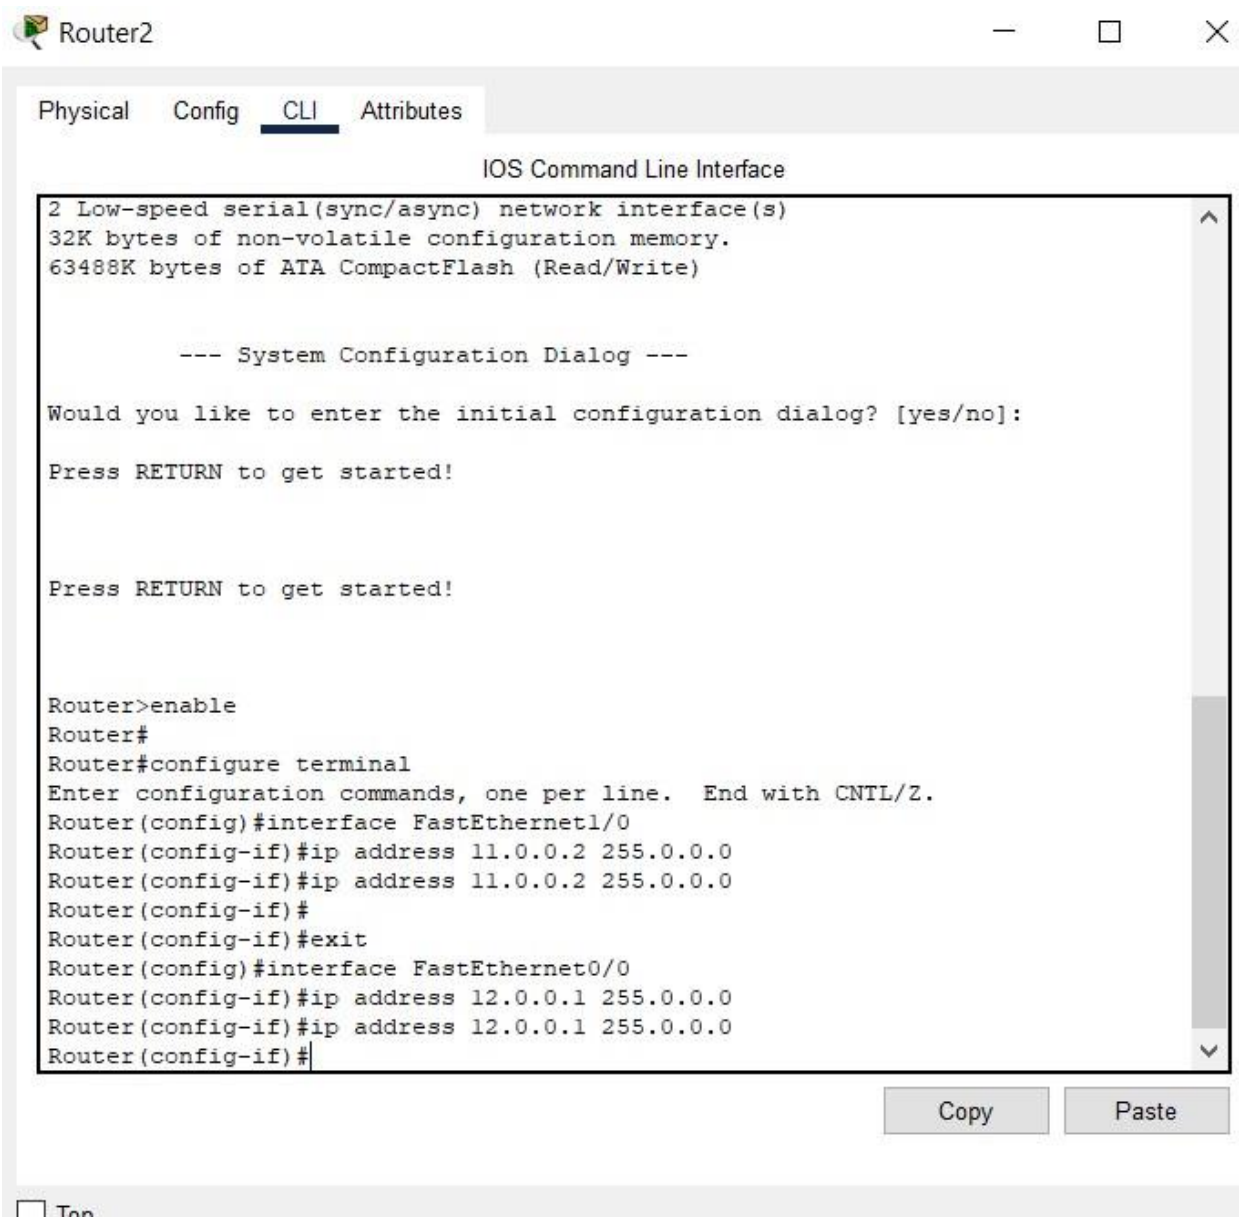 Router2
Physical Config CLI Attributes
IOS Command Line Interface
2 Low-speed serial(sync/async) network interface(s)
32K bytes of non-volatile configuration memory.
63488K bytes of ATA CompactFlash (Read/Write)
--- System Configuration Dialog ---
Would you like to enter the initial configuration dialog? [yes/no]:
Press RETURN to get started!
Press RETURN to get started!
Router>enable
Router#
Router#configure terminal
Enter configuration commands, one per line.  End with CNTL/Z.
Router(config)#interface FastEthernet1/0
Router(config-if)#ip address 11.0.0.2 255.0.0.0
Router(config-if)#ip address 11.0.0.2 255.0.0.0
Router(config-if)#
Router(config-if)#exit
Router(config)#interface FastEthernet0/0
Router(config-if)#ip address 12.0.0.1 255.0.0.0
Router(config-if)#ip address 12.0.0.1 255.0.0.0
Router(config-if)#
Copy Paste
Top